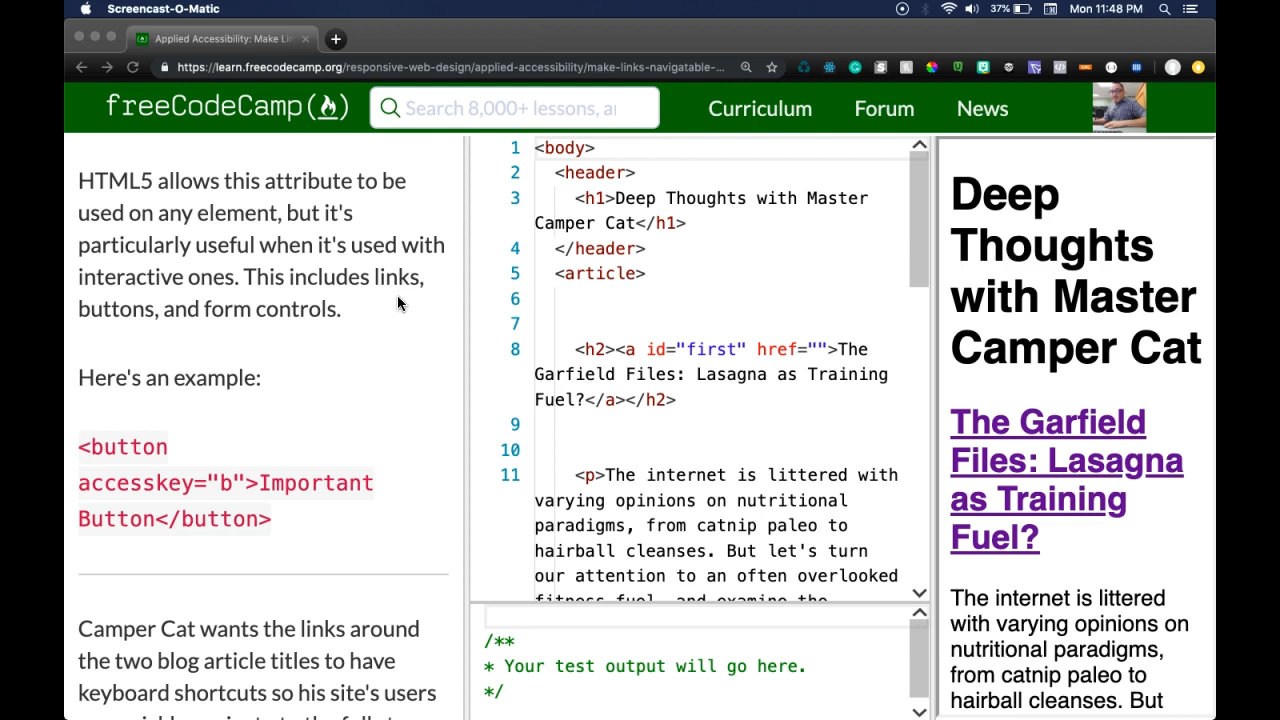 Screencast-O-Matic
37%
Mon 11:48 PM
Applied Accessibility: Make Lin
https://learn.freecodecamp.org/responsive-web-design/applied-accessibility/make-links-navigatable-...
freeCodeCamp
Search 8,000+ lessons, ar
Curriculum
Forum
News
HTML5 allows this attribute to be
used on any element, but it's
particularly useful when it's used with
interactive ones. This includes links,
buttons, and form controls.
Here's an example:
<button
accesskey="b">Important
Button</button>
Camper Cat wants the links around
the two blog article titles to have
keyboard shortcuts so his site's users
1 <body>
2 <header>
3 <h1>Deep Thoughts with Master
Camper Cat</h1>
4 </header>
5 <article>
6
7
8 <h2><a id="first" href="">The
Garfield Files: Lasagna as Training
Fuel?</a></h2>
9
10
11 <p>The internet is littered with
varying opinions on nutritional
paradigms, from catnip paleo to
hairball cleanses. But let's turn
our attention to an often overlooked
fitness fuel, and examine the
/**
* Your test output will go here.
*/
Deep
Thoughts
with Master
Camper Cat
The Garfield
Files: Lasagna
as Training
Fuel?
The internet is littered
with varying opinions on
nutritional paradigms,
from catnip paleo to
hairball cleanses. But